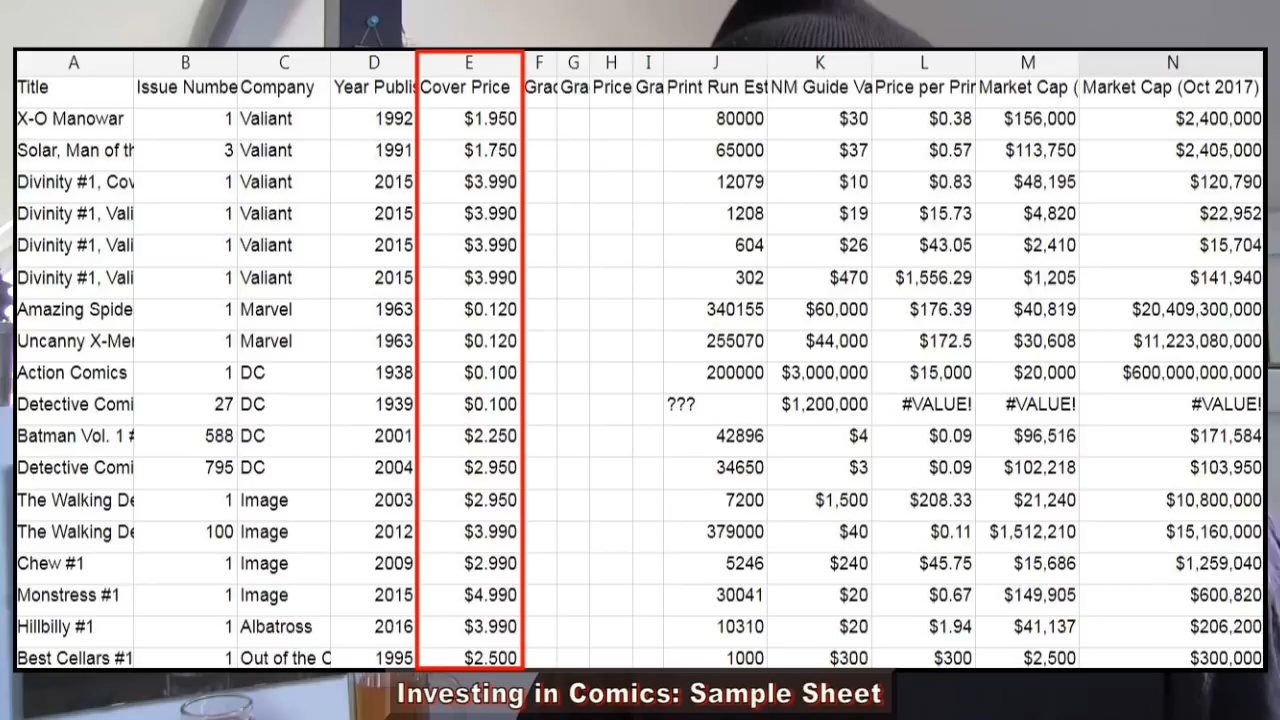 A B C D E F G H I J K L M N
Title Issue Numbe Company Year Publis Cover Price Grac Gra Price Gra Print Run Est NM Guide Va Price per Prir Market Cap ( Market Cap (Oct 2017)
X-O Manowar 1 Valiant 1992 $1.950 80000 $30 $0.38 $156,000 $2,400,000
Solar, Man of th 3 Valiant 1991 $1.750 65000 $37 $0.57 $113,750 $2,405,000
Divinity #1, Cov 1 Valiant 2015 $3.990 12079 $10 $0.83 $48,195 $120,790
Divinity #1, Vali 1 Valiant 2015 $3.990 1208 $19 $15.73 $4,820 $22,952
Divinity #1, Vali 1 Valiant 2015 $3.990 604 $26 $43.05 $2,410 $15,704
Divinity #1, Vali 1 Valiant 2015 $3.990 302 $470 $1,556.29 $1,205 $141,940
Amazing Spide 1 Marvel 1963 $0.120 340155 $60,000 $176.39 $40,819 $20,409,300,000
Uncanny X-Mer 1 Marvel 1963 $0.120 255070 $44,000 $172.5 $30,608 $11,223,080,000
Action Comics 1 DC 1938 $0.100 200000 $3,000,000 $15,000 $20,000 $600,000,000,000
Detective Comi 27 DC 1939 $0.100 ??? $1,200,000 #VALUE! #VALUE! #VALUE!
Batman Vol. 1 # 588 DC 2001 $2.250 42896 $4 $0.09 $96,516 $171,584
Detective Comi 795 DC 2004 $2.950 34650 $3 $0.09 $102,218 $103,950
The Walking De 1 Image 2003 $2.950 7200 $1,500 $208.33 $21,240 $10,800,000
The Walking De 100 Image 2012 $3.990 379000 $40 $0.11 $1,512,210 $15,160,000
Chew #1 1 Image 2009 $2.990 5246 $240 $45.75 $15,686 $1,259,040
Monstress #1 1 Image 2015 $4.990 30041 $20 $0.67 $149,905 $600,820
Hillbilly #1 1 Albatross 2016 $3.990 10310 $20 $1.94 $41,137 $206,200
Best Cellars #1 1 Out of the C 1995 $2.500 1000 $300 $300 $2,500 $300,000
Investing in Comics: Sample Sheet